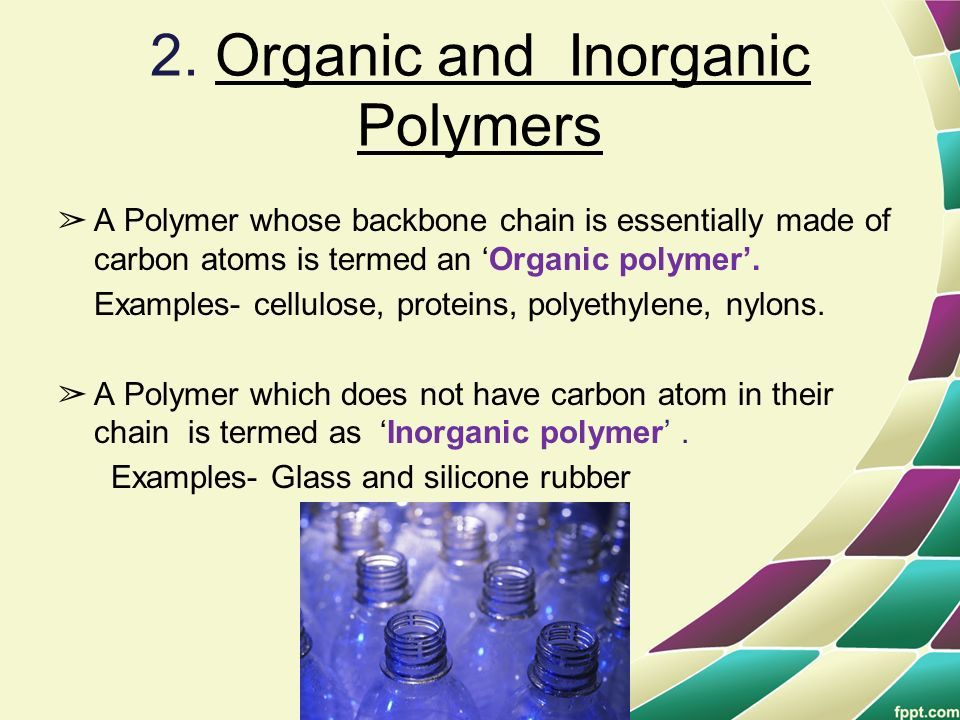 2. Organic and Inorganic
Polymers
➢ A Polymer whose backbone chain is essentially made of
carbon atoms is termed an ‘Organic polymer’.
Examples- cellulose, proteins, polyethylene, nylons.
➢ A Polymer which does not have carbon atom in their
chain is termed as ‘Inorganic polymer’ .
Examples- Glass and silicone rubber
fppt.com